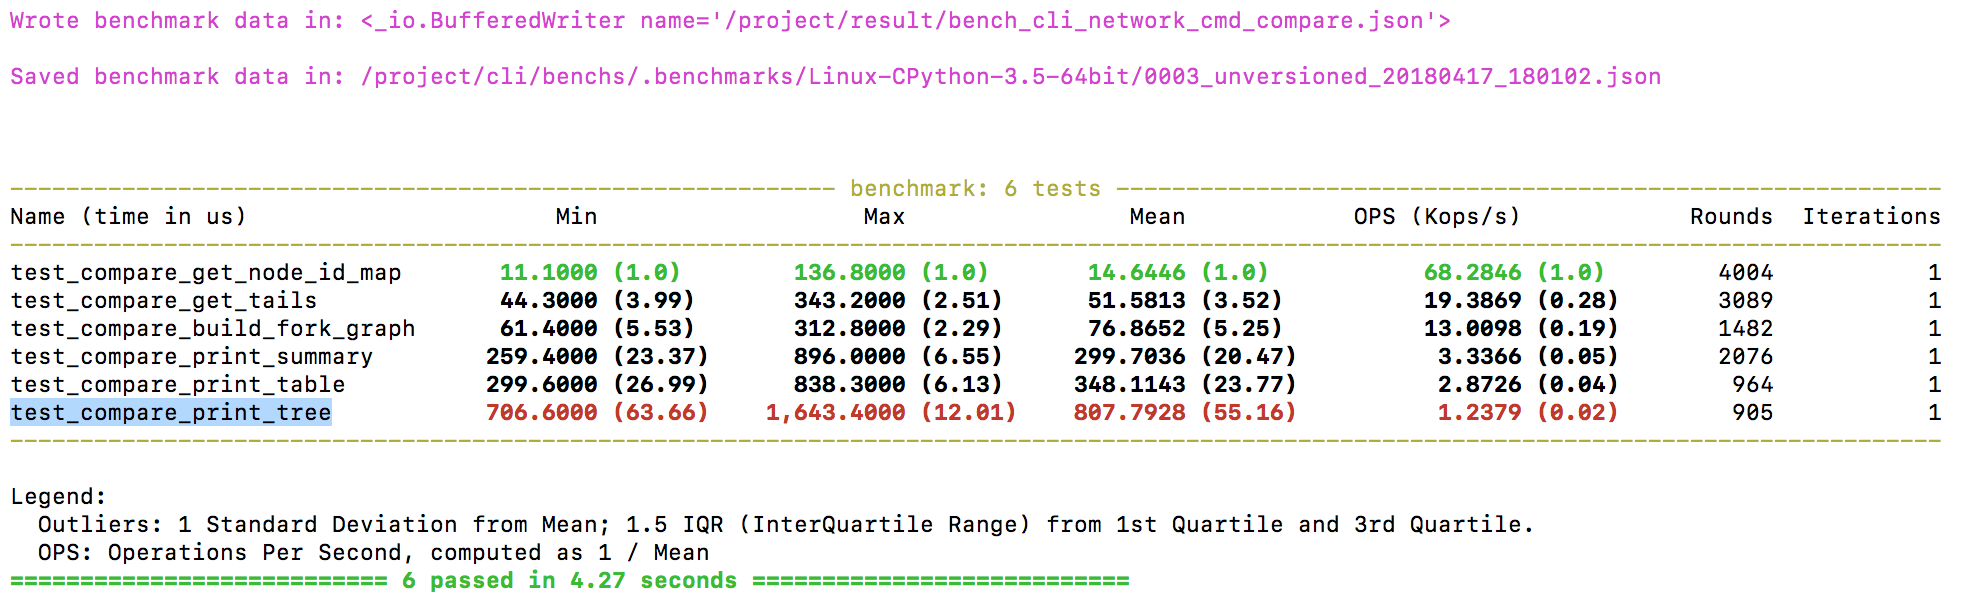 Wrote benchmark data in: <_io.BufferedWriter name='/project/result/bench_cli_network_cmd_compare.json'>
Saved benchmark data in: /project/cli/benchs/.benchmarks/Linux-CPython-3.5-64bit/0003_unversioned_20180417_180102.json
----------------------------------------------------------- benchmark: 6 tests -----------------------------------------------------------
Name (time in us) Min Max Mean OPS (Kops/s) Rounds Iterations
------------------------------------------------------------------------------------------------------------------------------------------
test_compare_get_node_id_map 11.1000 (1.0) 136.8000 (1.0) 14.6446 (1.0) 68.2846 (1.0) 4004 1
test_compare_get_tails 44.3000 (3.99) 343.2000 (2.51) 51.5813 (3.52) 19.3869 (0.28) 3089 1
test_compare_build_fork_graph 61.4000 (5.53) 312.8000 (2.29) 76.8652 (5.25) 13.0098 (0.19) 1482 1
test_compare_print_summary 259.4000 (23.37) 896.0000 (6.55) 299.7036 (20.47) 3.3366 (0.05) 2076 1
test_compare_print_table 299.6000 (26.99) 838.3000 (6.13) 348.1143 (23.77) 2.8726 (0.04) 964 1
test_compare_print_tree 706.6000 (63.66) 1,643.4000 (12.01) 807.7928 (55.16) 1.2379 (0.02) 905 1
------------------------------------------------------------------------------------------------------------------------------------------
Legend:
Outliers: 1 Standard Deviation from Mean; 1.5 IQR (InterQuartile Range) from 1st Quartile and 3rd Quartile.
OPS: Operations Per Second, computed as 1 / Mean
=========================== 6 passed in 4.27 seconds ===========================